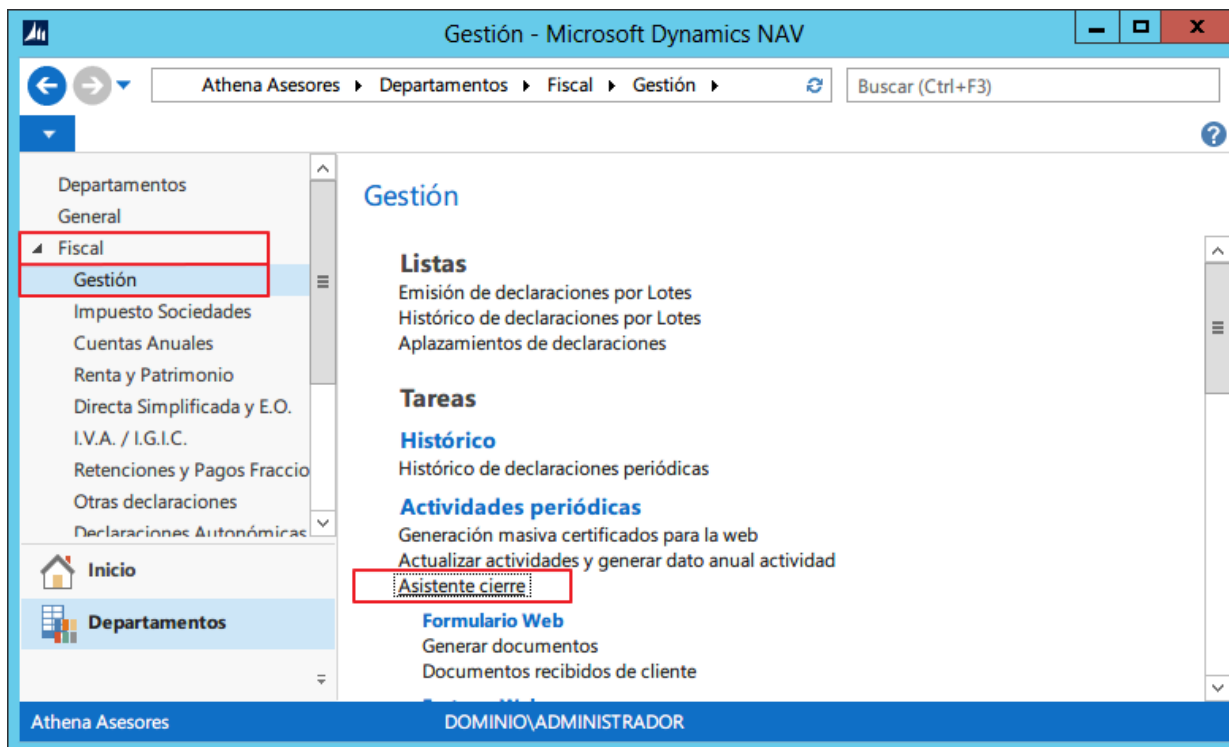 Gestión - Microsoft Dynamics NAV
Athena Asesores Departamentos Fiscal Gestión
Buscar (Ctrl+F3)
Departamentos
General
Fiscal
Gestión
Impuesto Sociedades
Cuentas Anuales
Renta y Patrimonio
Directa Simplificada y E.O.
I.V.A. / I.G.I.C.
Retenciones y Pagos Fraccio
Otras declaraciones
Declaraciones Autonómicas
Inicio
Departamentos
Gestión
Listas
Emisión de declaraciones por Lotes
Histórico de declaraciones por Lotes
Aplazamientos de declaraciones
Tareas
Histórico
Histórico de declaraciones periódicas
Actividades periódicas
Generación masiva certificados para la web
Actualizar actividades y generar dato anual actividad
Asistente cierre
Formulario Web
Generar documentos
Documentos recibidos de cliente
Athena Asesores
DOMINIO\ADMINISTRADOR